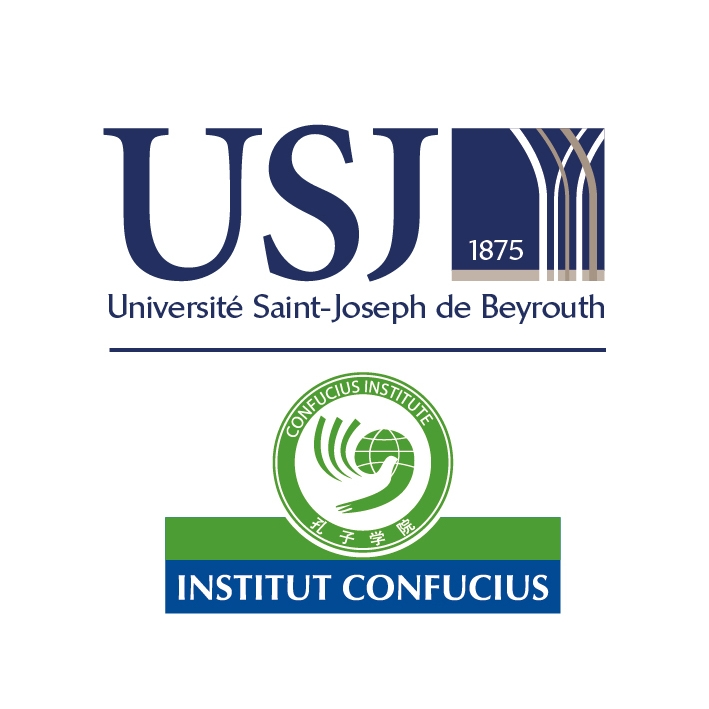 USJ
1875
Université Saint-Joseph de Beyrouth
CONFUCIUS INSTITUTE
孔子学院
INSTITUT CONFUCIUS